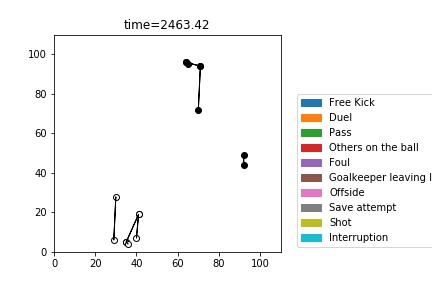 time=2463.42
100
80
60
40
20
0
0 20 40 60 80 100
Free Kick
Duel
Pass
Others on the ball
Foul
Goalkeeper leaving l
Offside
Save attempt
Shot
Interruption